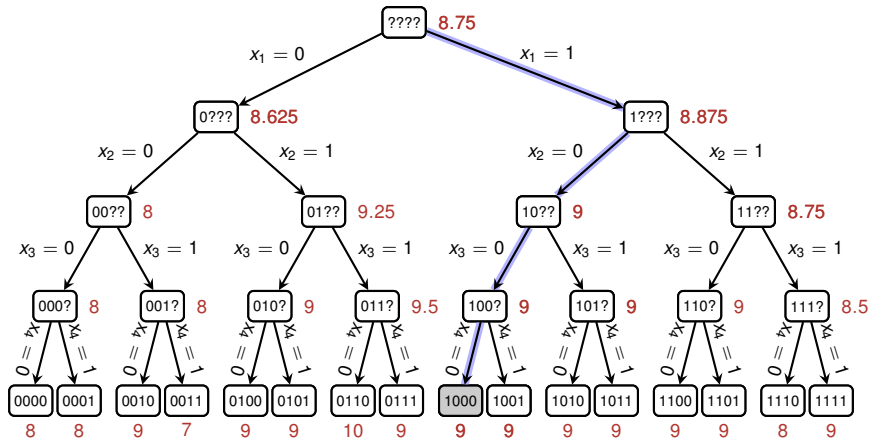 ???? 8.75
x₁ = 0 x₁ = 1
0??? 8.625 1??? 8.875
x₂ = 0 x₂ = 1 x₂ = 0 x₂ = 1
00?? 8 01?? 9.25 10?? 9 11?? 8.75
x₃ = 0 x₃ = 1 x₃ = 0 x₃ = 1 x₃ = 0 x₃ = 1 x₃ = 0 x₃ = 1
000? 8 001? 8 010? 9 011? 9.5 100? 9 101? 9 110? 9 111? 8.5
x₄ = 0 x₄ = 1 x₄ = 0 x₄ = 1 x₄ = 0 x₄ = 1 x₄ = 0 x₄ = 1 x₄ = 0 x₄ = 1 x₄ = 0 x₄ = 1 x₄ = 0 x₄ = 1 x₄ = 0 x₄ = 1
0000 0001 0010 0011 0100 0101 0110 0111 1000 1001 1010 1011 1100 1101 1110 1111
8 8 9 7 9 9 10 9 9 9 9 9 9 9 8 9